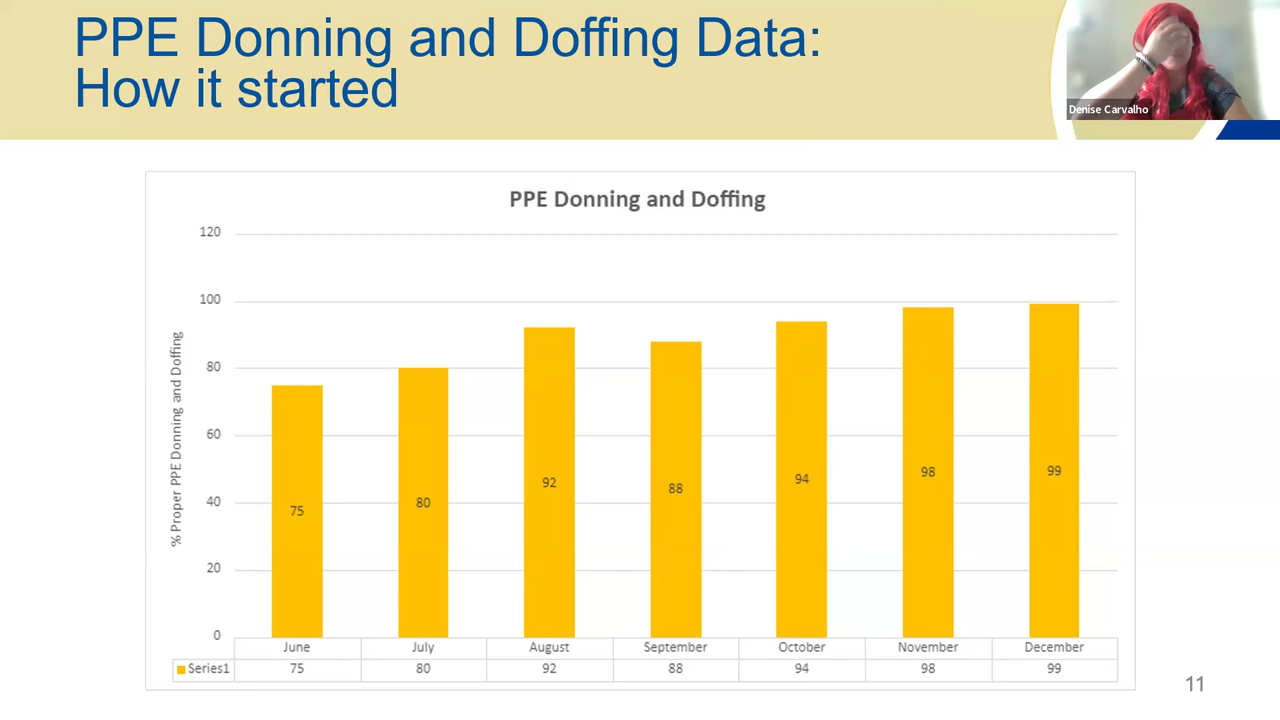 PPE Donning and Doffing Data:
How it started
Denise Carvalho
PPE Donning and Doffing
% Proper PPE Donning and Doffing
120
100
80
60
40
20
0
75
80
92
88
94
98
99
June July August September October November December
Series1 75 80 92 88 94 98 99
11